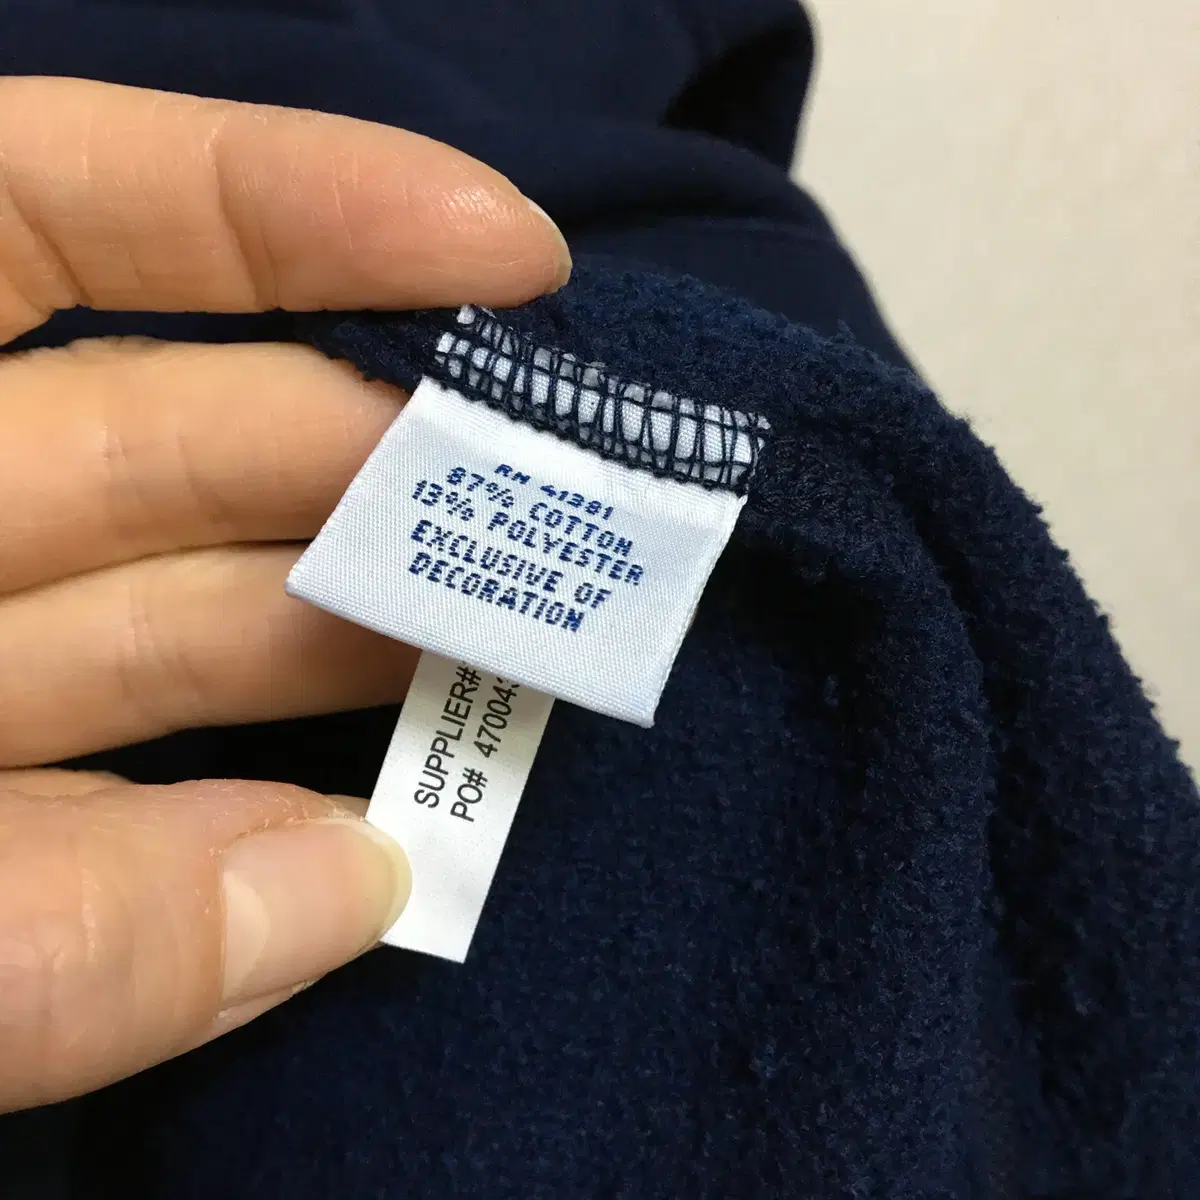 RN 41381
87% COTTON
13% POLYESTER
EXCLUSIVE OF
DECORATION
SUPPLIER#
PO# 47004